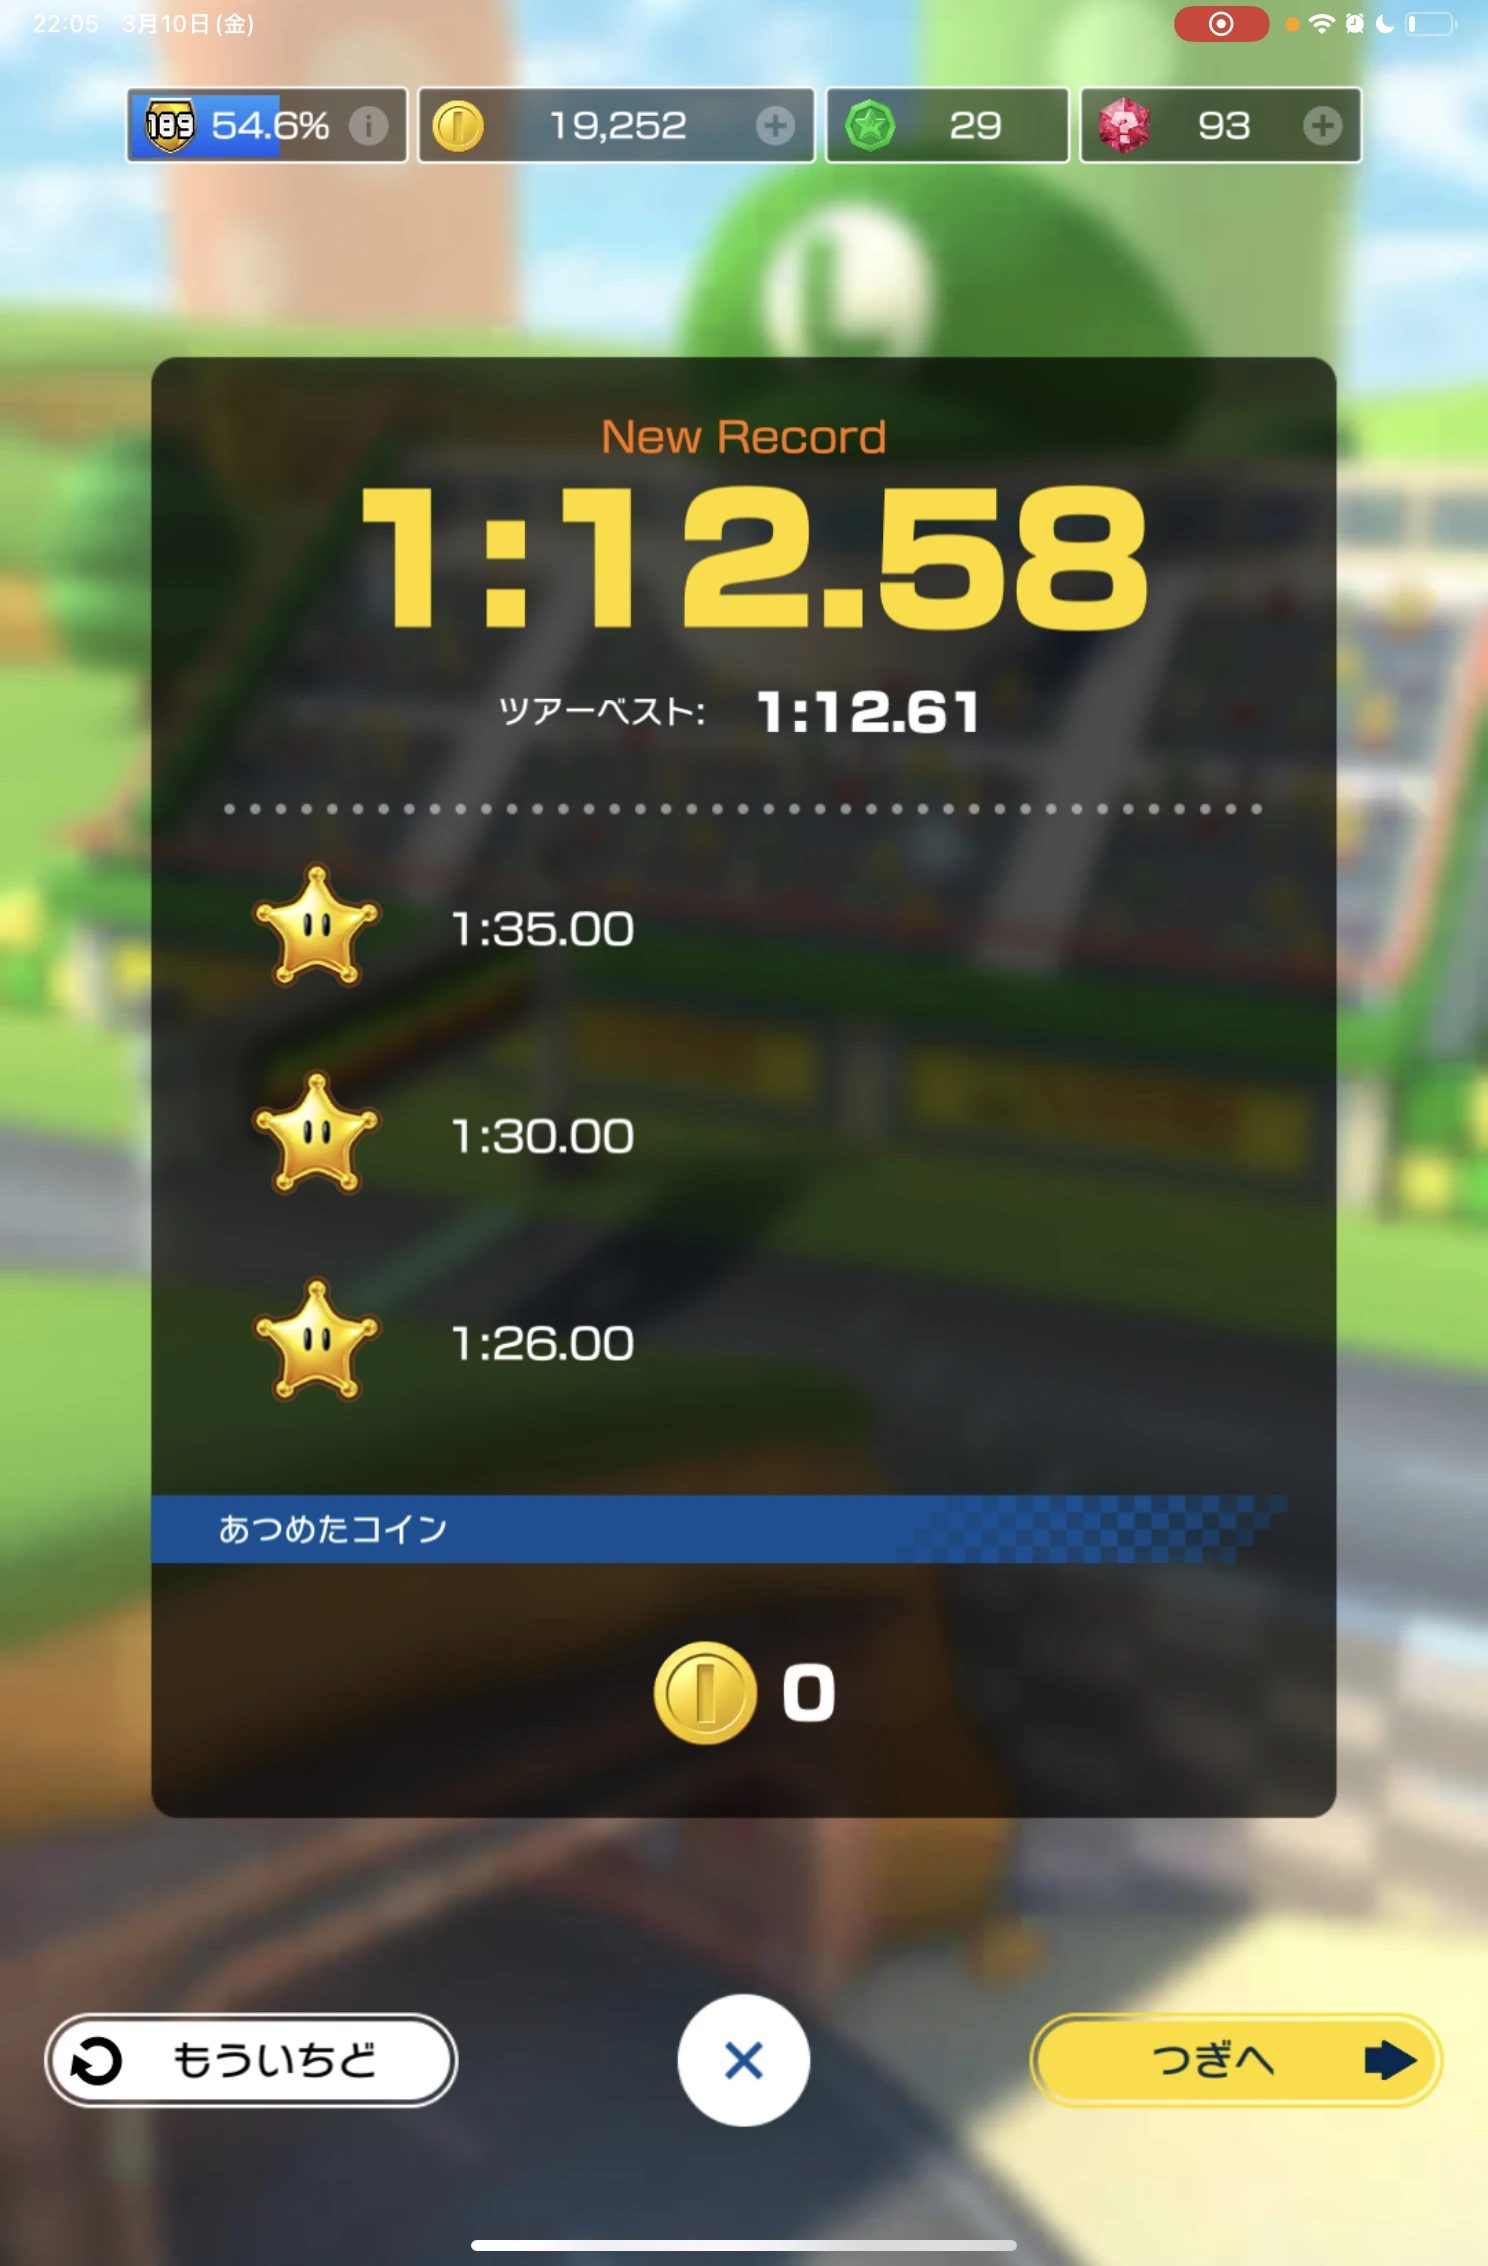 22:05 3月10日(金)
189 54.6% i 19,252 + 29 93 +
L
New Record
1:12.58
ツアーベスト: 1:12.61
1:35.00
1:30.00
1:26.00
あつめたコイン
0
もういちど × つぎへ